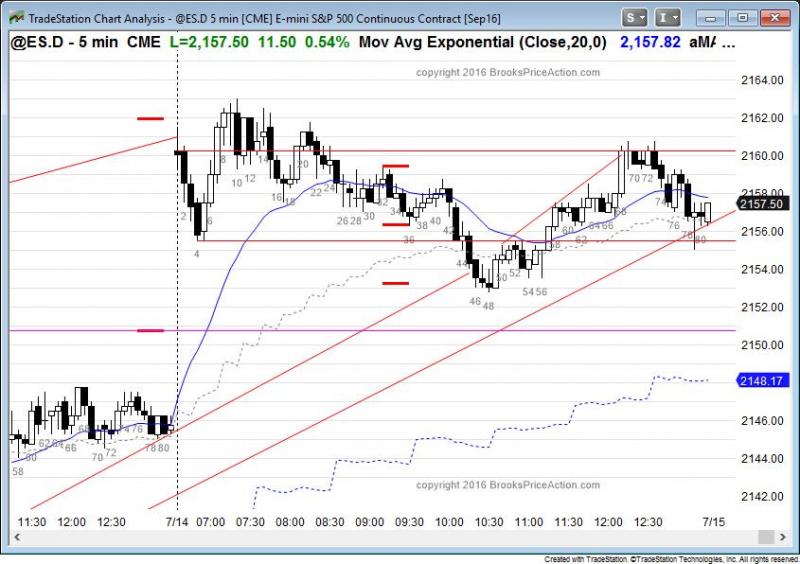 TradeStation Chart Analysis - @ES.D 5 min [CME] E-mini S&P 500 Continuous Contract [Sep16]
S I
@ES.D - 5 min CME L=2,157.50 11.50 0.54% Mov Avg Exponential (Close,20,0) 2,157.82 aMA ...
copyright 2016 BrooksPriceAction.com
2164.00
2162.00
2160.00
2158.00
2157.50
2156.00
2154.00
2152.00
2150.00
2148.17
2146.00
2144.00
2142.00
2 4 6 8 10 12 14 16 18 20 22 24 26 28 30 32 34 36 38 40 42 44 46 48 50 52 54 56 58 60 62 64 66 68 70 72 74 76 78 80
58 60 62 64 66 68 70 72 74 76 78 80
copyright 2016 BrooksPriceAction.com
11:30 12:00 12:30 7/14 07:00 07:30 08:00 08:30 09:00 09:30 10:00 10:30 11:00 11:30 12:00 12:30 7/15
Created with TradeStation. ©TradeStation Technologies, Inc. All rights reserved.